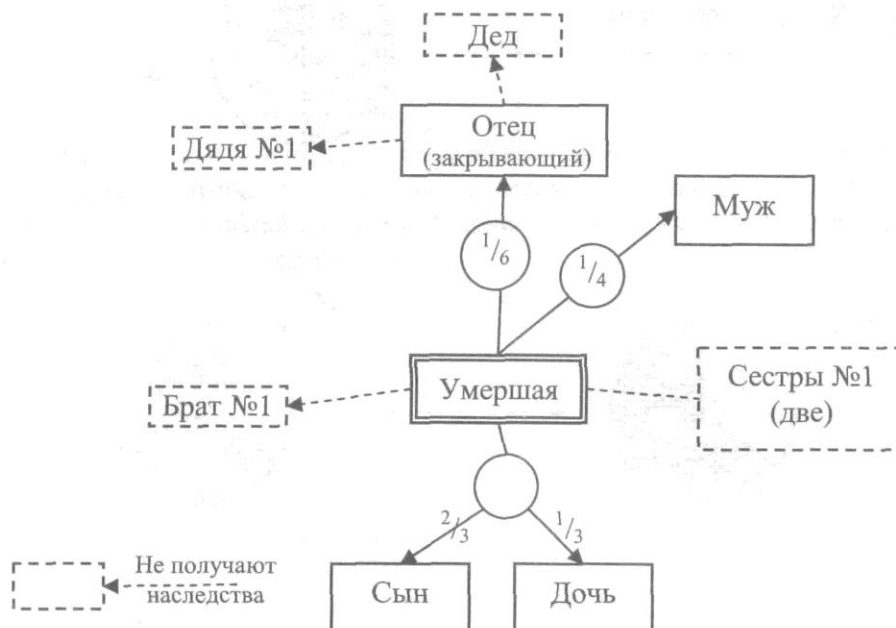 Дед
Отец
(закрывающий)
Дядя №1
Муж
1/6
1/4
Умершая
Сестры №1
(две)
Брат №1
2/3
1/3
Не получают
наследства
Сын
Дочь